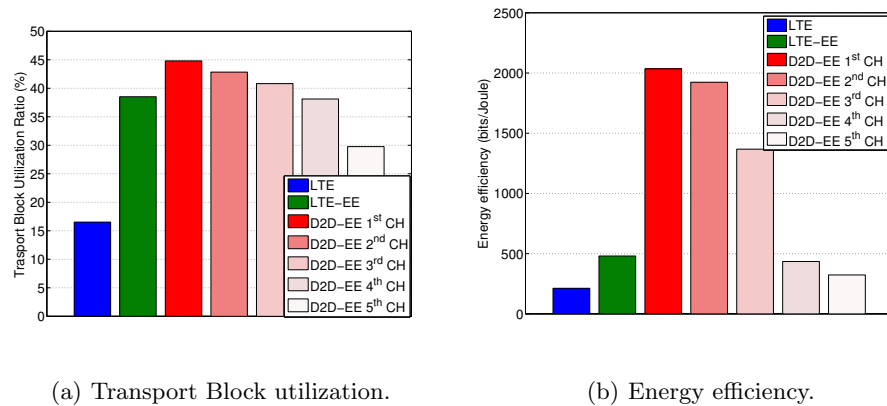 50
45
40
35
30
25
20
15
10
5
0
Trasport Block Utilization Ratio (%)
LTE
LTE−EE
D2D−EE 1st CH
D2D−EE 2nd CH
D2D−EE 3rd CH
D2D−EE 4th CH
D2D−EE 5th CH
(a) Transport Block utilization.
2500
2000
1500
1000
500
0
Energy efficiency (bits/Joule)
LTE
LTE−EE
D2D−EE 1st CH
D2D−EE 2nd CH
D2D−EE 3rd CH
D2D−EE 4th CH
D2D−EE 5th CH
(b) Energy efficiency.